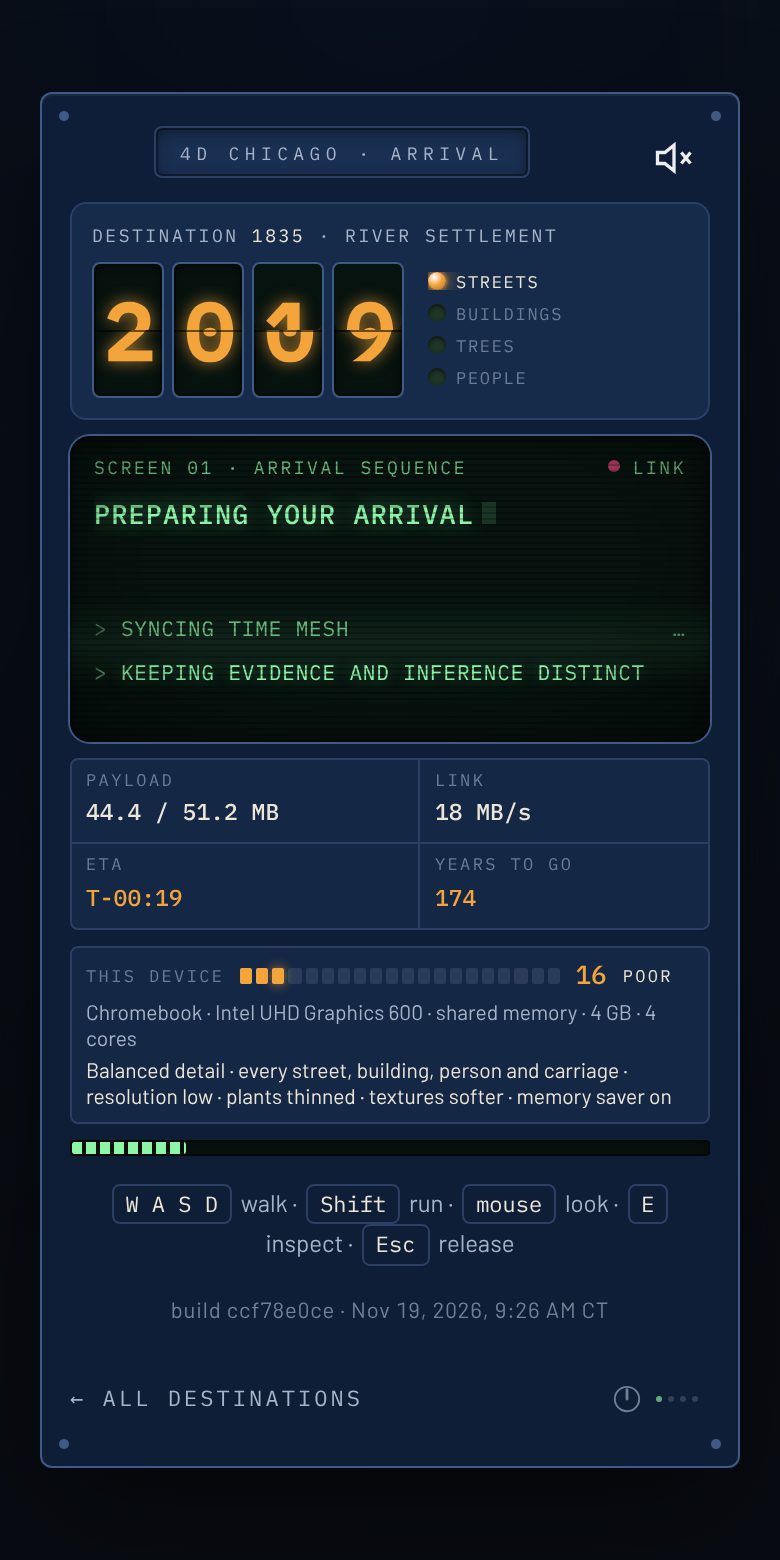 4D CHICAGO · ARRIVAL
DESTINATION 1835 · RIVER SETTLEMENT
STREETS
BUILDINGS
TREES
PEOPLE
SCREEN 01 · ARRIVAL SEQUENCE
LINK
PREPARING YOUR ARRIVAL
> SYNCING TIME MESH …
> KEEPING EVIDENCE AND INFERENCE DISTINCT
PAYLOAD
44.4 / 51.2 MB
LINK
18 MB/s
ETA
T-00:19
YEARS TO GO
174
THIS DEVICE 16 POOR
Chromebook · Intel UHD Graphics 600 · shared memory · 4 GB · 4
cores
Balanced detail · every street, building, person and carriage ·
resolution low · plants thinned · textures softer · memory saver on
W A S D walk · Shift run · mouse look · E
inspect · Esc release
build ccf78e0ce · Nov 19, 2026, 9:26 AM CT
← ALL DESTINATIONS